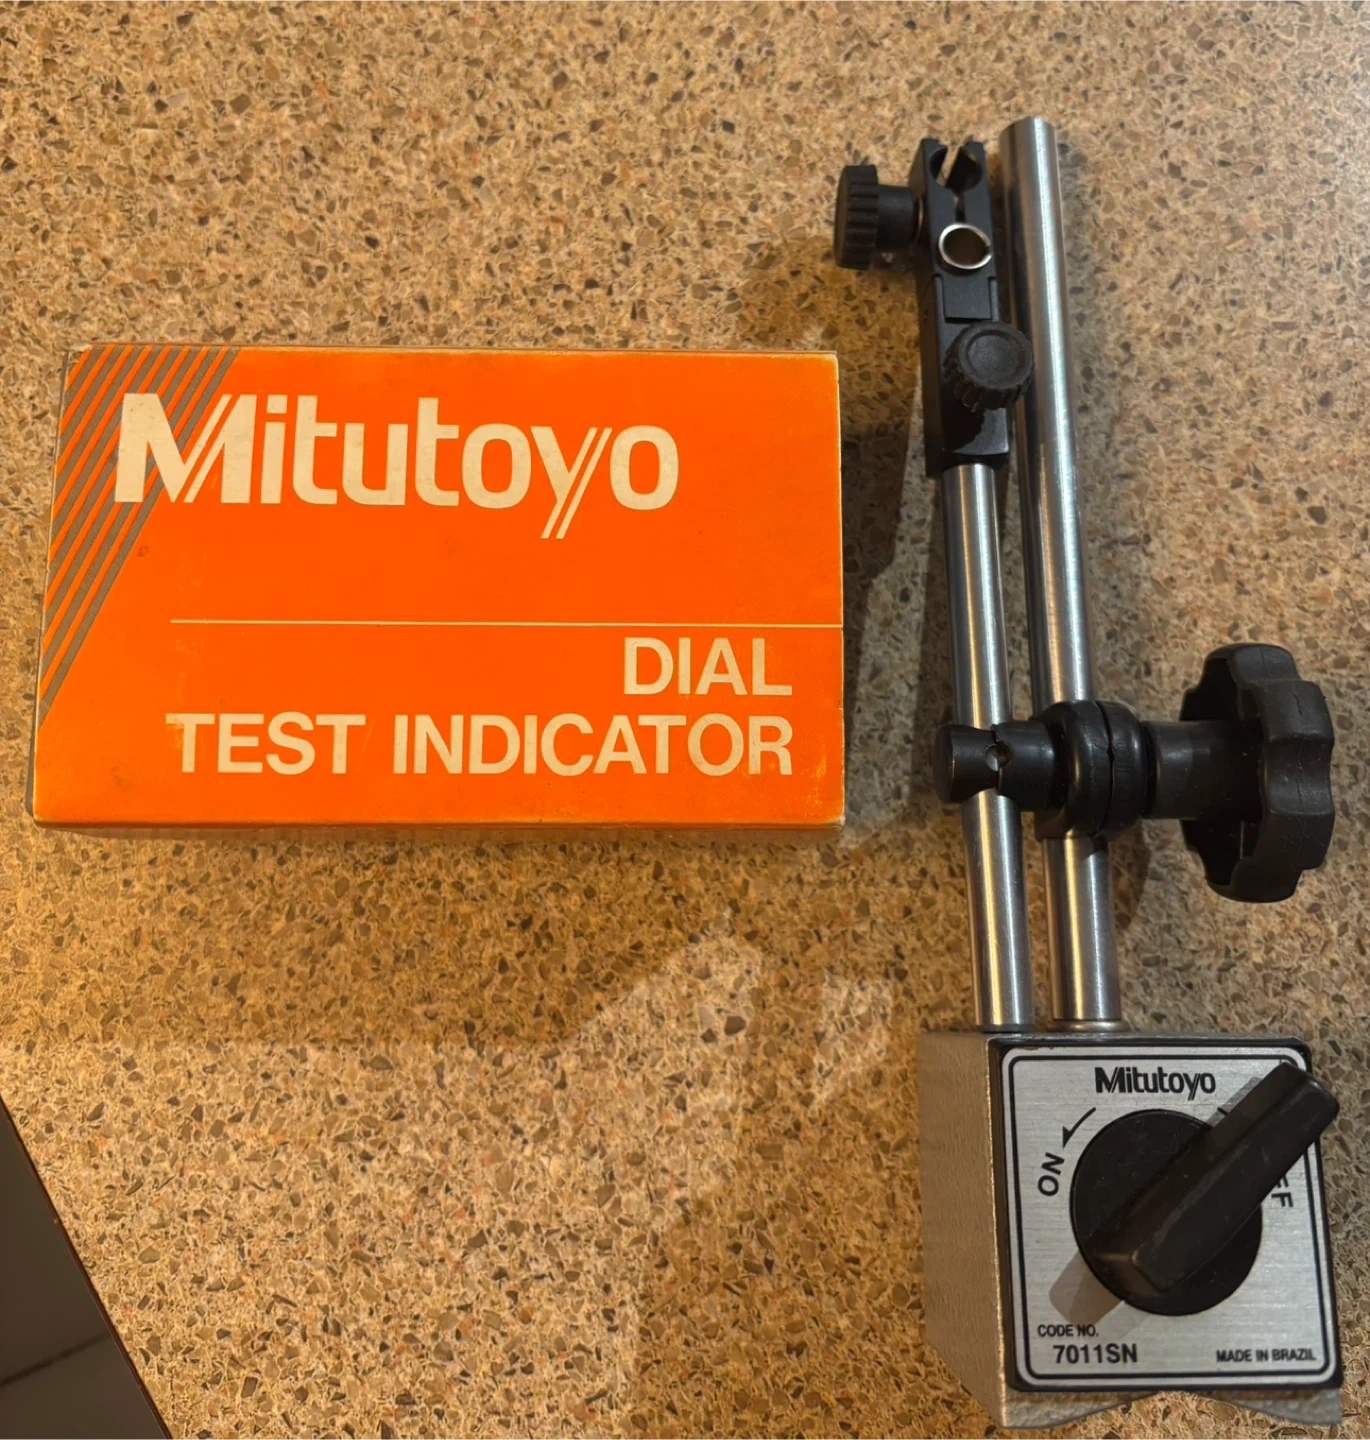 Mitutoyo
DIAL
TEST INDICATOR
Mitutoyo
ON
CODE NO.
7011SN
MADE IN BRAZIL